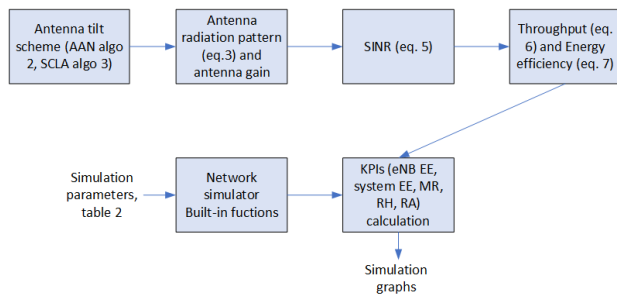 Antenna tilt
scheme (AAN algo
2, SCLA algo 3)
Antenna
radiation pattern
(eq.3) and
antenna gain
SINR (eq. 5)
Throughput (eq.
6) and Energy
efficiency (eq. 7)
Simulation
parameters,
table 2
Network
simulator
Built-in fuctions
KPIs (eNB EE,
system EE, MR,
RH, RA)
calculation
Simulation
graphs